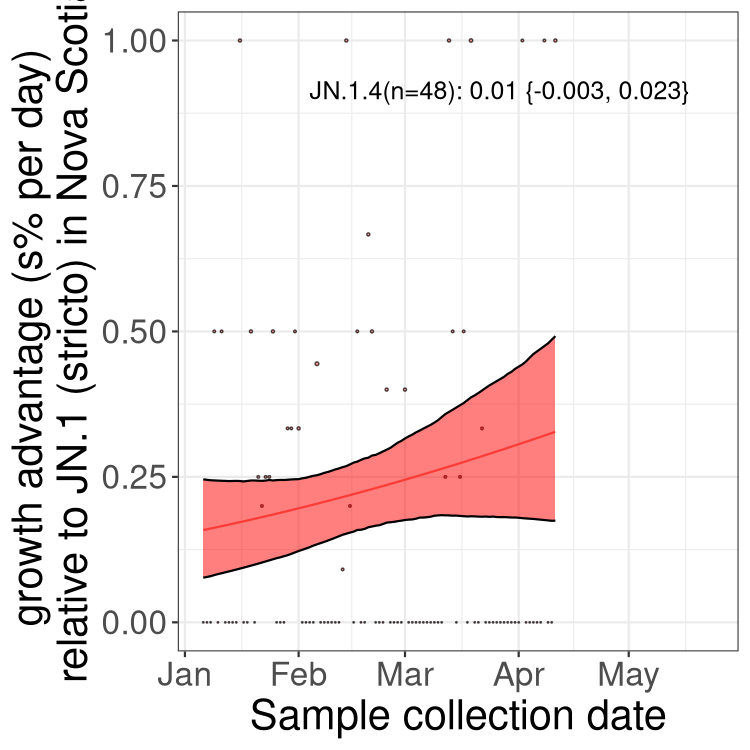 growth advantage (s% per day)
relative to JN.1 (stricto) in Nova Scotia
1.00
0.75
0.50
0.25
0.00
JN.1.4(n=48): 0.01 {-0.003, 0.023}
Jan Feb Mar Apr May
Sample collection date